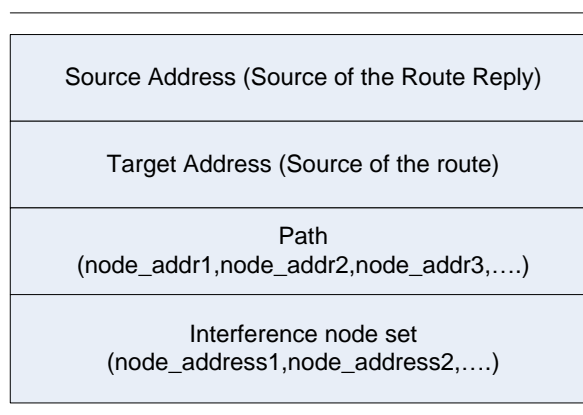 Source Address (Source of the Route Reply)
Target Address (Source of the route)
Path
(node_addr1,node_addr2,node_addr3,….)
Interference node set
(node_address1,node_address2,….)